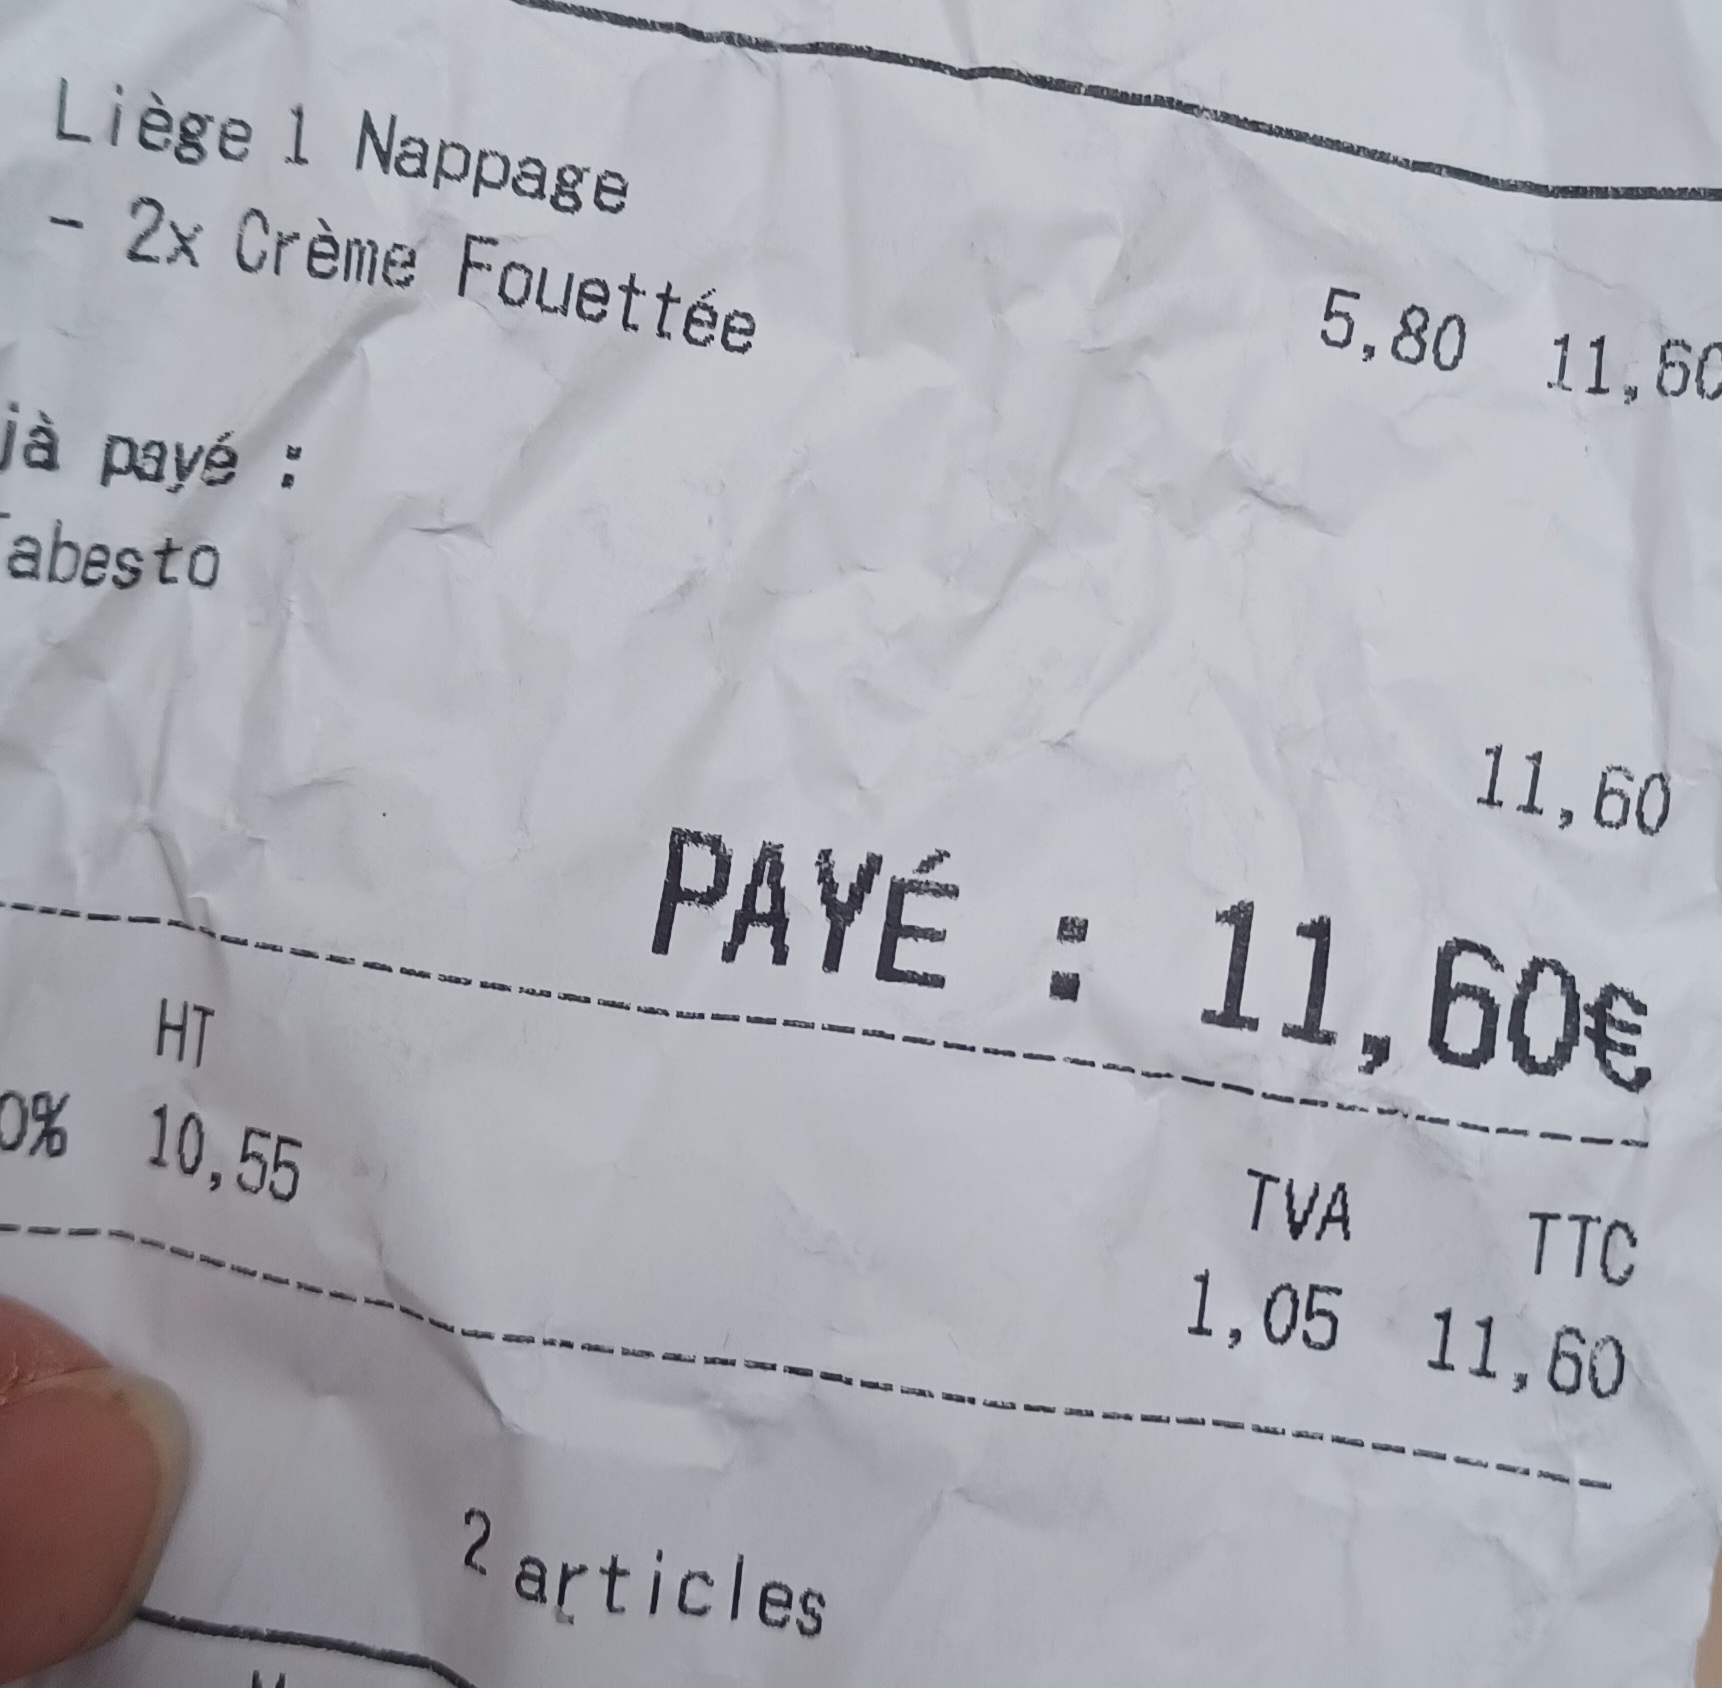 Liège 1 Nappage
- 2x Crème Fouettée
5,80 11,60
jà payé :
Tabesto
11,60
PAYÉ : 11,60€
HT TVA TTC
0% 10,55 1,05 11,60
2 articles